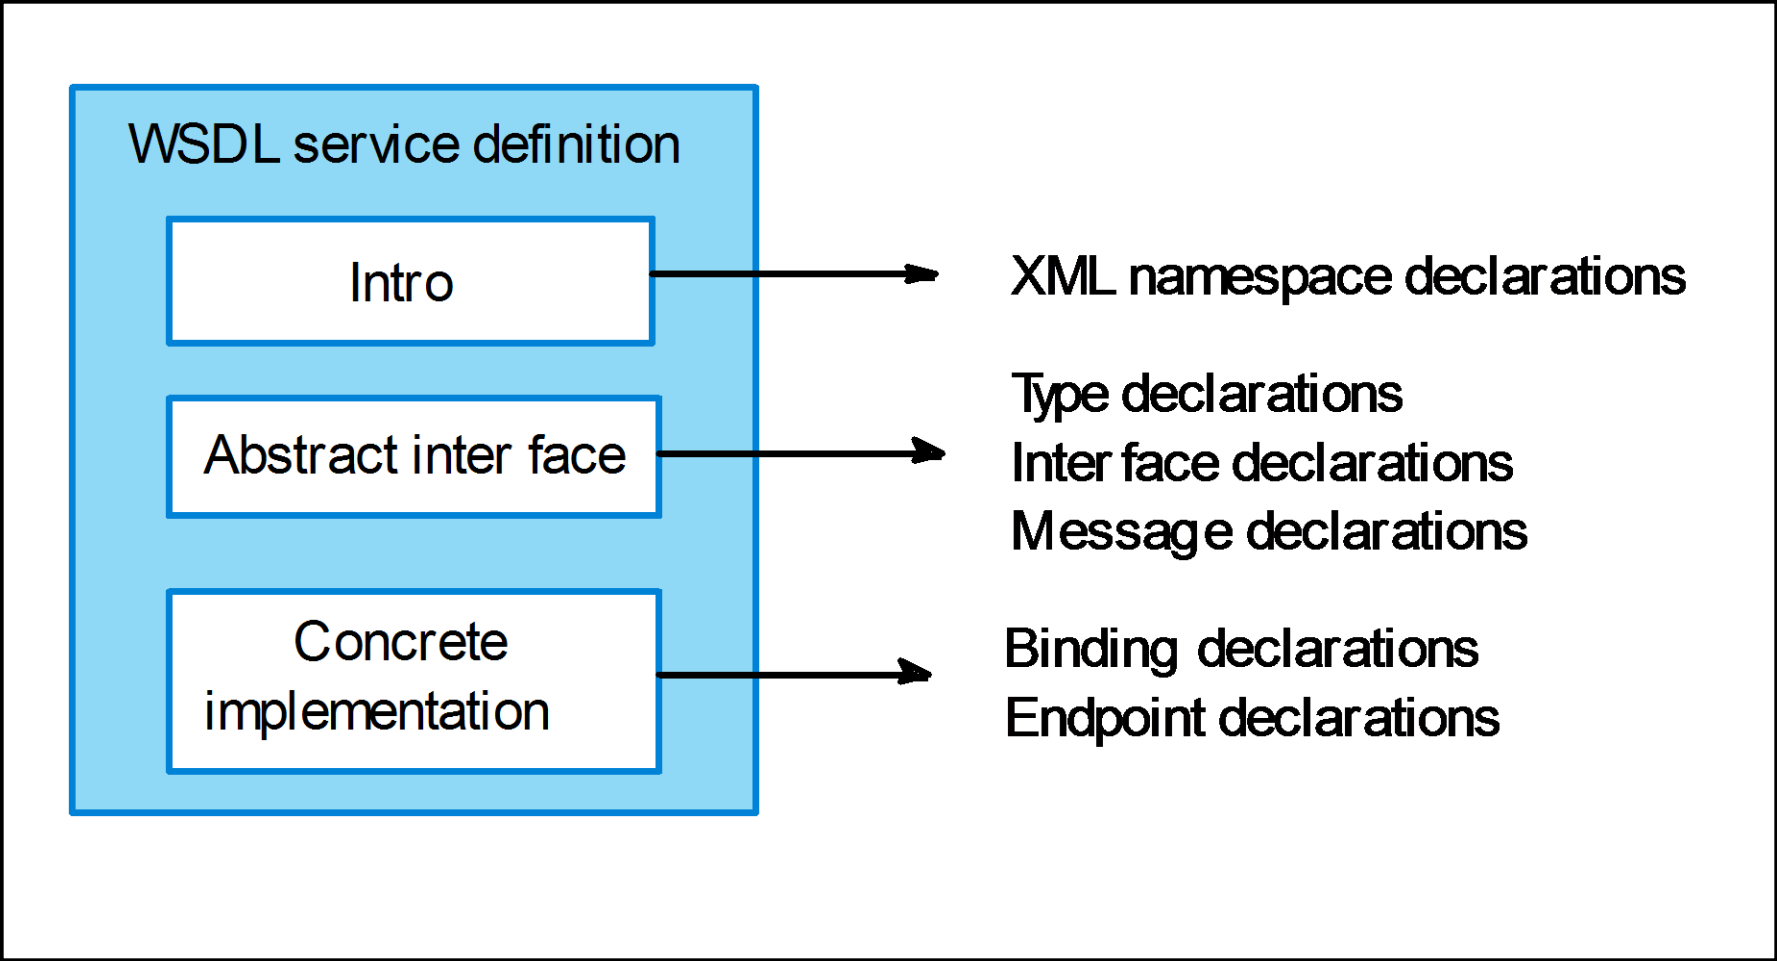 WSDL service definition
Intro
XML namespace declarations
Abstract inter face
Type declarations
Inter face declarations
Message declarations
Concrete
implementation
Binding declarations
Endpoint declarations